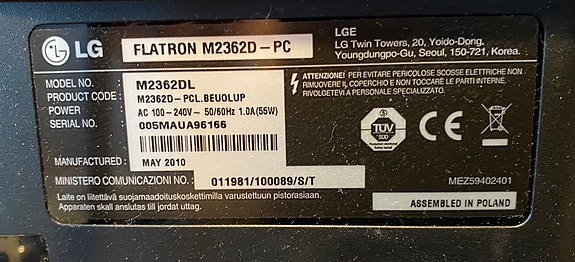 LG FLATRON M2362D-PC
LGE
LG Twin Towers, 20, Yoido-Dong,
Youngdungpo-Gu, Seoul, 150-721, Korea.
MODEL NO. M2362DL
PRODUCT CODE : M2362D-PCL.BEUOLUP
POWER AC 100-240V~ 50/60Hz 1.0A(55W)
SERIAL NO. 005MAUA96166
ATTENZIONE! PER EVITARE PERICOLOSE SCOSSE ELETTRICHE NON
RIMUOVERE IL COPERCHIO E NON TOCCARE LE PARTI INTERNE.
RIVOLGETEVI A PERSONALE SPECIALIZZATO.
TÜV
SÜD
CE
MANUFACTURED : MAY 2010
MINISTERO COMUNICAZIONI NO. : 011981/100089/S/T
MEZ59402401
Laite on liitettävä suojamaadoituskoskettimilla varustettuun pistorasiaan.
Apparaten skall anslutas till jordat uttag.
ASSEMBLED IN POLAND